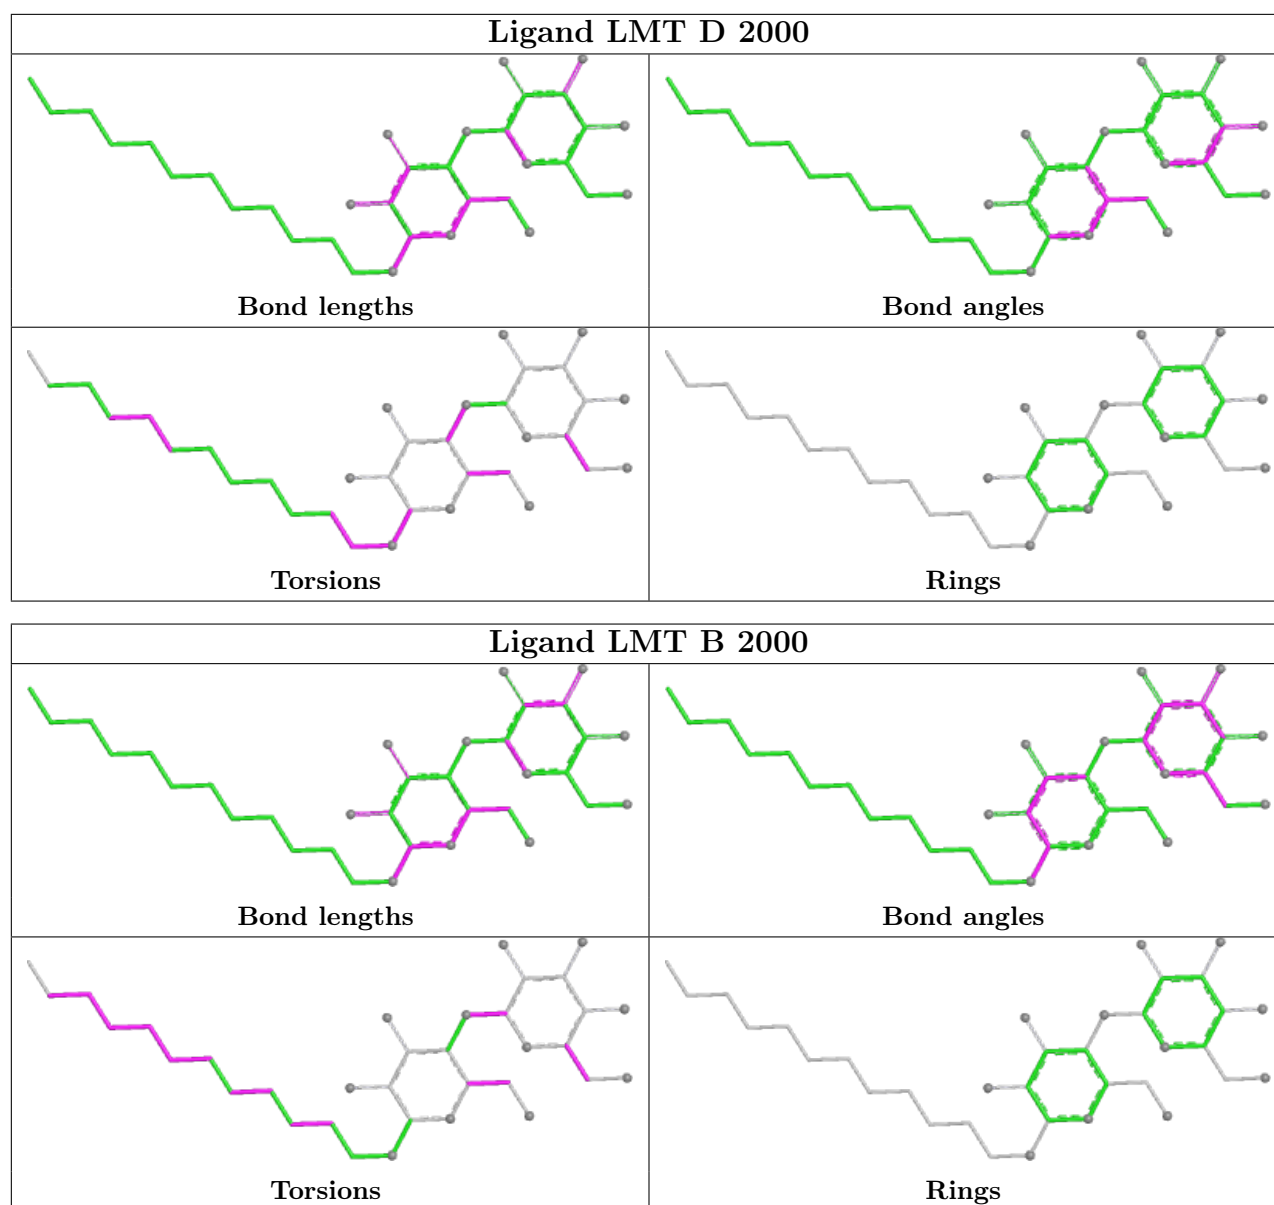 Ligand LMT D 2000
Bond lengths
Bond angles
Torsions
Rings
Ligand LMT B 2000
Bond lengths
Bond angles
Torsions
Rings